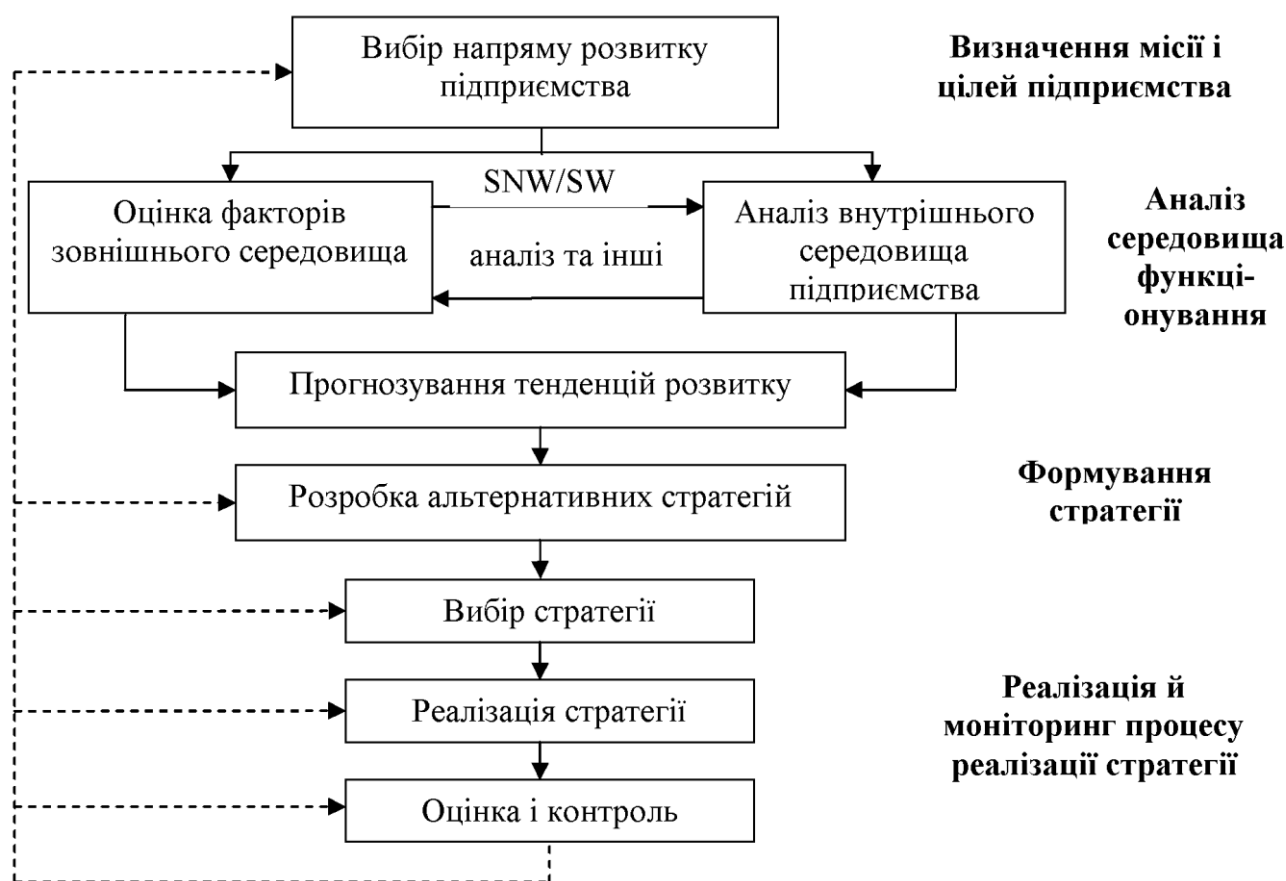 Вибір напряму розвитку
підприємства
Визначення місії і
цілей підприємства
SNW/SW
Оцінка факторів
зовнішнього середовища
аналіз та інші
Аналіз внутрішнього
середовища
підприємства
Аналіз
середовища
функці-
онування
Прогнозування тенденцій розвитку
Розробка альтернативних стратегій
Формування
стратегії
Вибір стратегії
Реалізація стратегії
Оцінка і контроль
Реалізація й
моніторинг процесу
реалізації стратегії